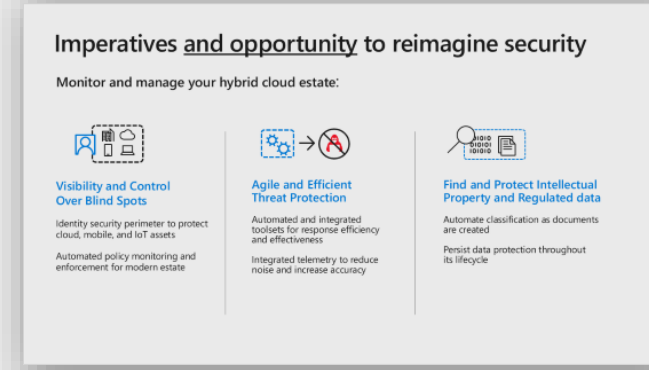 Imperatives and opportunity to reimagine security
Monitor and manage your hybrid cloud estate:
Visibility and Control
Over Blind Spots
Identity security perimeter to protect
cloud, mobile, and IoT assets
Automated policy monitoring and
enforcement for modern estate
Agile and Efficient
Threat Protection
Automated and integrated
toolsets for response efficiency
and effectiveness
Integrated telemetry to reduce
noise and increase accuracy
01010
01010
10101
Find and Protect Intellectual
Property and Regulated data
Automate classification as documents
are created
Persist data protection throughout
its lifecycle